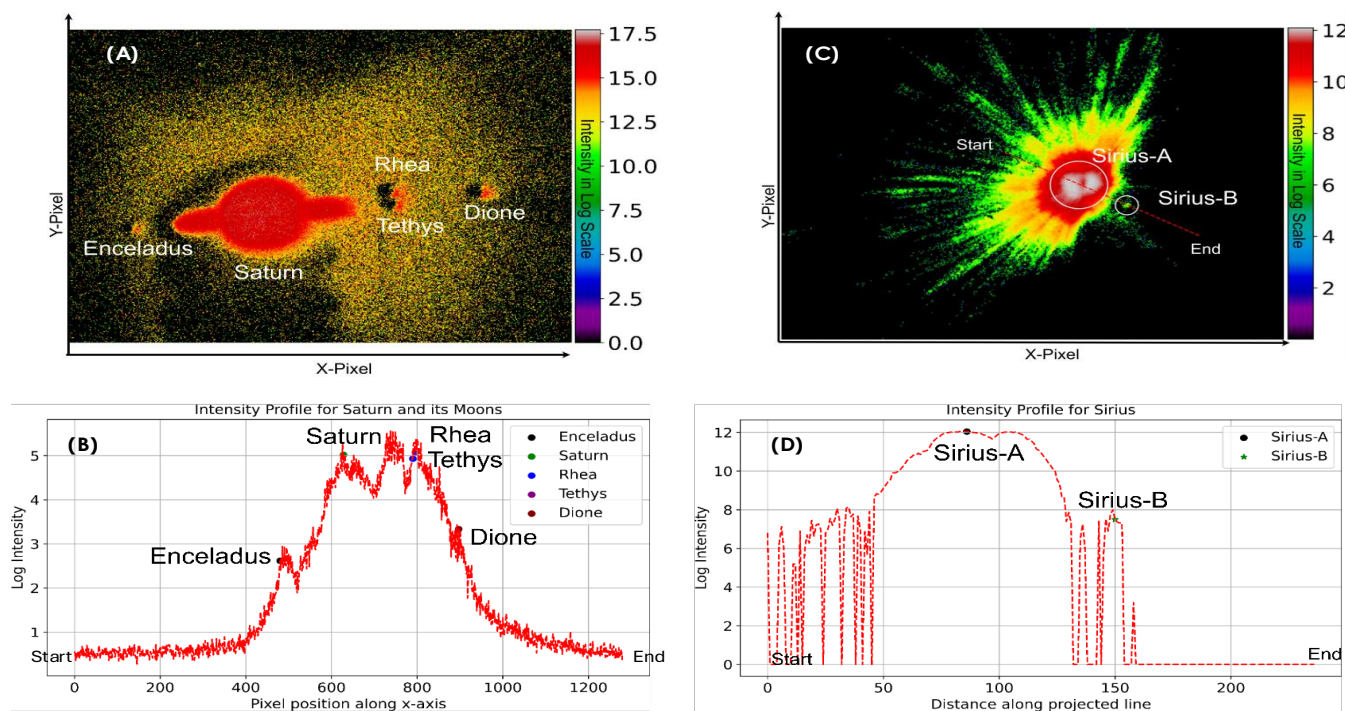 (A)
Rhea
Tethys
Dione
Enceladus
Saturn
Y-Pixel
X-Pixel
17.5
15.0
12.5
10.0
7.5
5.0
2.5
0.0
Intensity in Log Scale
(C)
Start
Sirius-A
Sirius-B
End
Y-Pixel
X-Pixel
12
10
8
6
4
2
Intensity in Log Scale
Intensity Profile for Saturn and its Moons
(B)
Saturn
Rhea
Tethys
Enceladus
Dione
Enceladus
Saturn
Rhea
Tethys
Dione
Log Intensity
5
4
3
2
1
Start
End
0 200 400 600 800 1000 1200
Pixel position along x-axis
Intensity Profile for Sirius
(D)
Sirius-A
Sirius-B
Sirius-A
Sirius-B
Log Intensity
12
10
8
6
4
2
0
Start
End
0 50 100 150 200
Distance along projected line